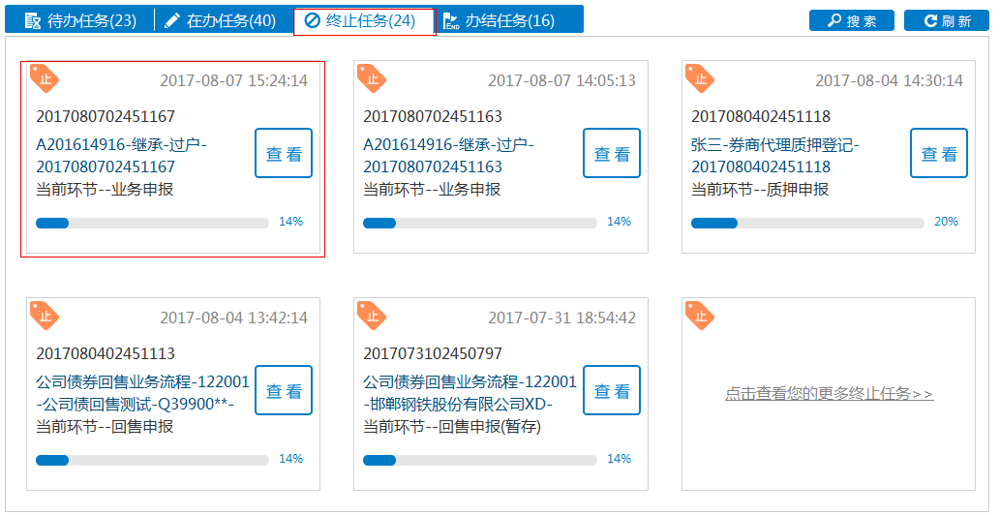 待办任务(23) 在办任务(40) 终止任务(24) END 办结任务(16) 搜 索 刷 新
止 2017-08-07 15:24:14
2017080702451167
A201614916-继承-过户-
2017080702451167
查 看
当前环节--业务申报
14%
止 2017-08-07 14:05:13
2017080702451163
A201614916-继承-过户-
2017080702451163
查 看
当前环节--业务申报
14%
止 2017-08-04 14:30:14
2017080402451118
张三-券商代理质押登记-
2017080402451118
查 看
当前环节--质押申报
20%
止 2017-08-04 13:42:14
2017080402451113
公司债券回售业务流程-122001
-公司债回售测试-Q39900**-
查 看
当前环节--回售申报
14%
止 2017-07-31 18:54:42
2017073102450797
公司债券回售业务流程-122001
-邯郸钢铁股份有限公司XD-
查 看
当前环节--回售申报(暂存)
14%
止
点击查看您的更多终止任务>>